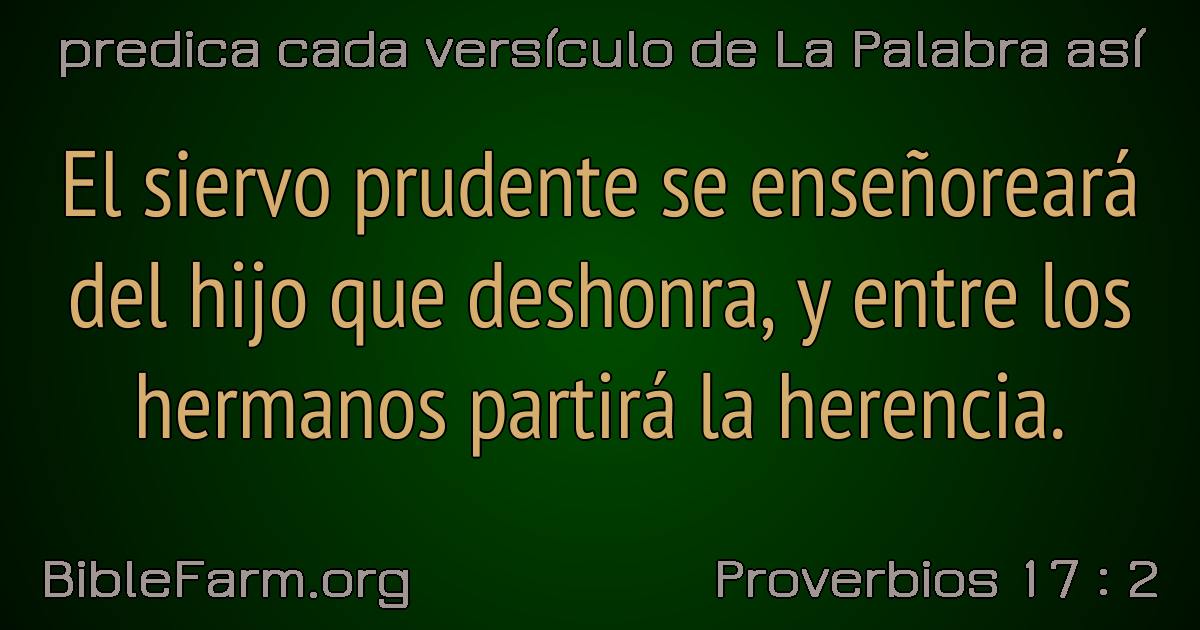 predica cada versículo de La Palabra así
El siervo prudente se enseñoreará
del hijo que deshonra, y entre los
hermanos partirá la herencia.
BibleFarm.org
Proverbios 17 : 2